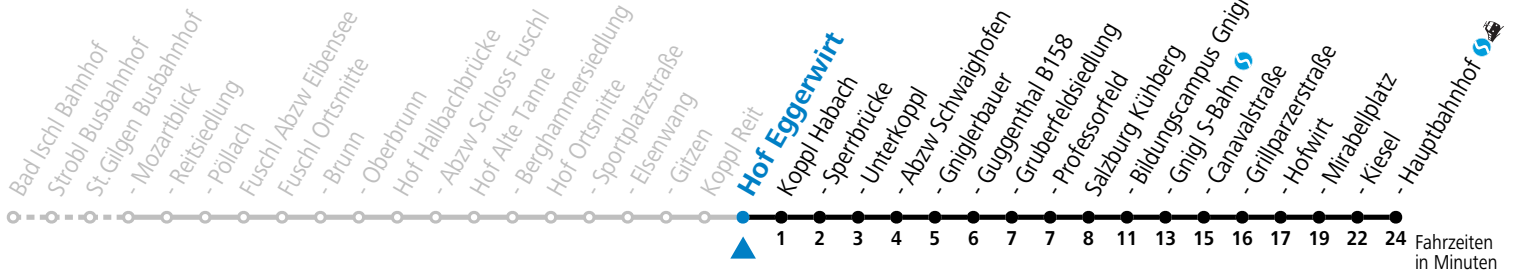 Bad Ischl Bahnhof
Strobl Busbahnhof
St.Gilgen Busbahnhof
- Mozartblick
- Reitsiedlung
- Pöllach
Fuschl Abzw Eibensee
Fuschl Ortsmitte
- Brunn
- Oberbrunn
Hof Hallbachbrücke
- Abzw Schloss Fuschl
Hof Alte Tanne
- Berghammersiedlung
Hof Ortsmitte
- Sportplatzstraße
- Elsenwang
- Gitzen
Koppl Reit
Hof Eggerwirt
Koppl Habach
- Sperrbrücke
- Unterkoppl
- Abzw Schwaighofen
- Gniglerbauer
- Guggenthal B158
- Gruberfeldsiedlung
- Professorfeld
Salzburg Kühberg
- Bildungscampus Gnigl
- Gnigl S-Bahn
- Canavalstraße
- Grillparzerstraße
- Hofwirt
- Mirabellplatz
- Kiesel
- Hauptbahnhof
1 2 3 4 5 6 7 7 8 11 13 15 16 17 19 22 24 Fahrzeiten
in Minuten